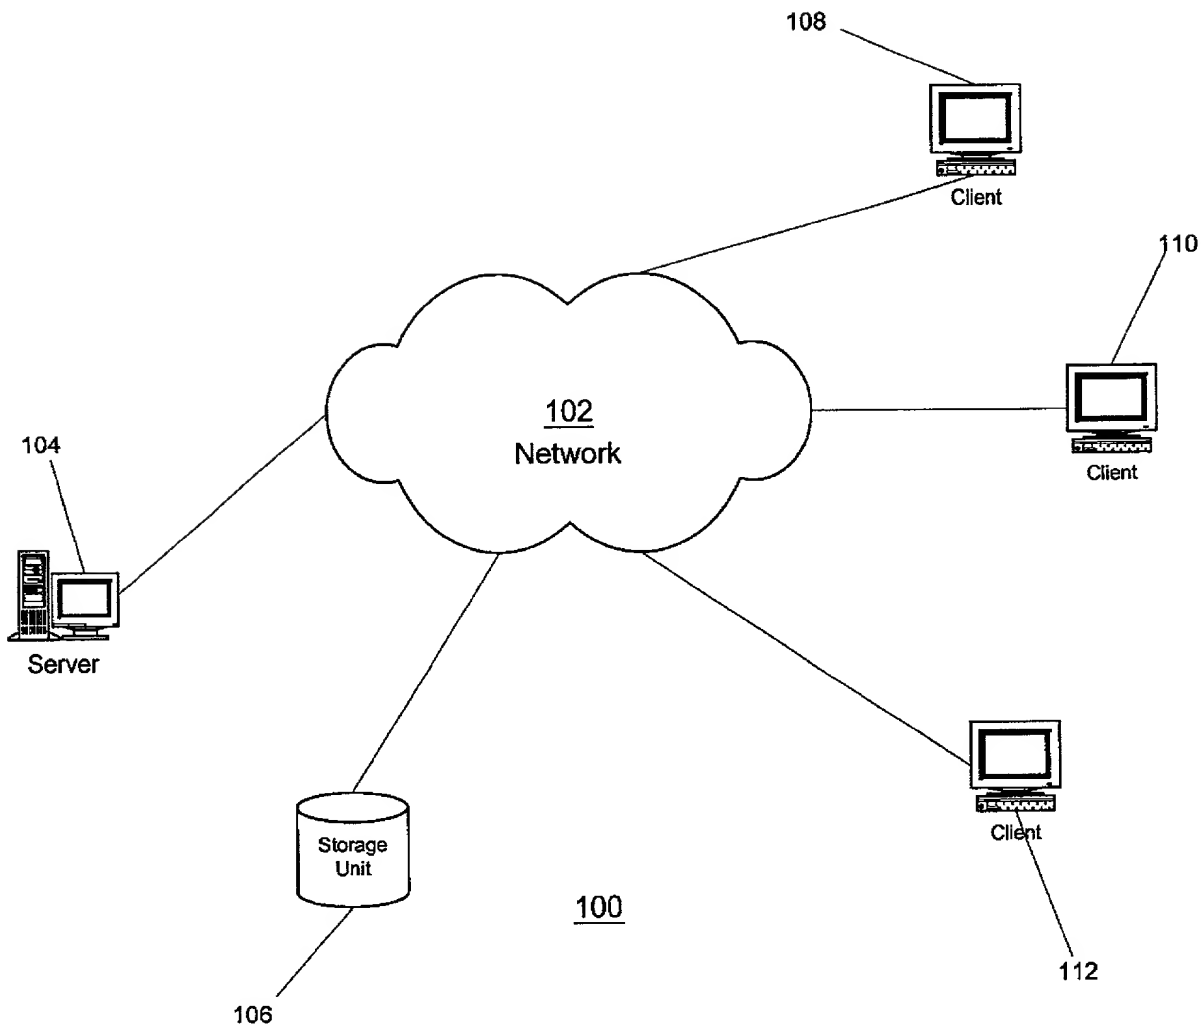 108
Client
110
102
Network
Client
104
Server
Storage
Unit
Client
100
112
106